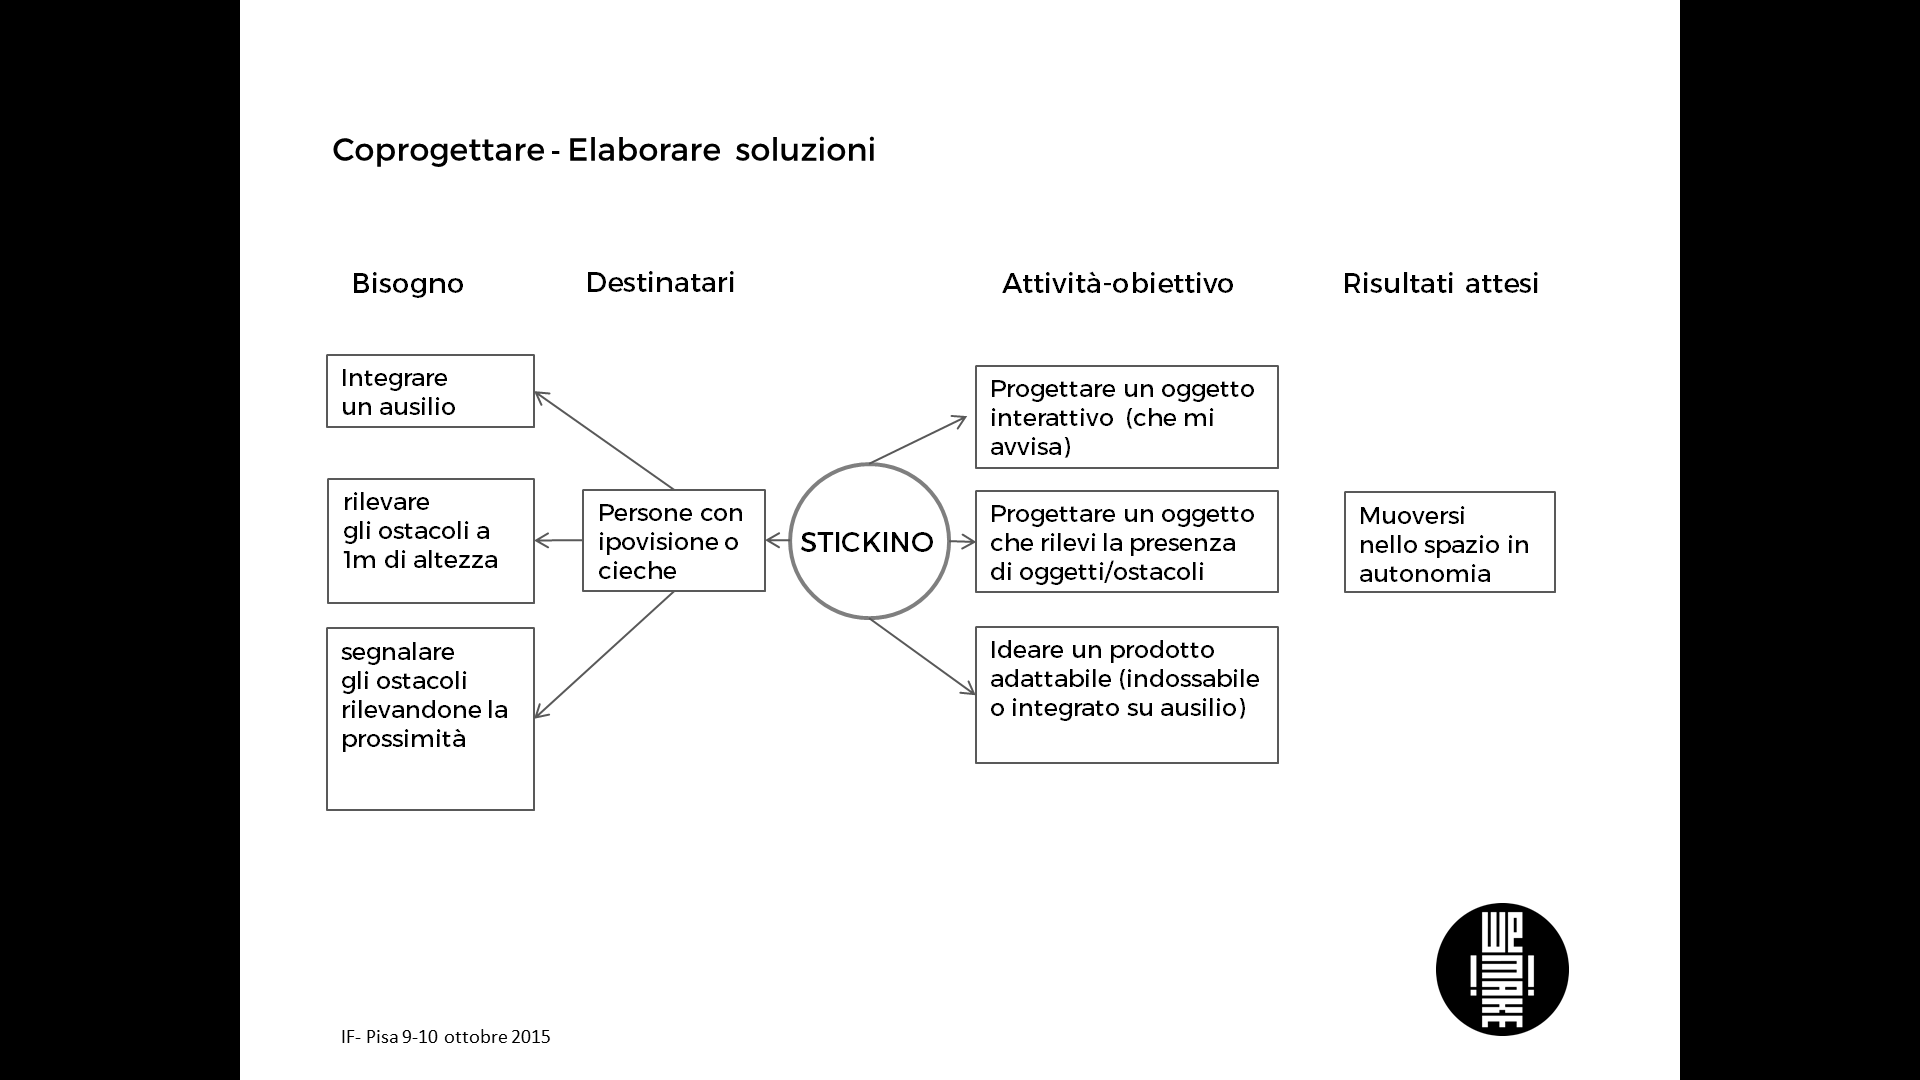 Coprogettare - Elaborare soluzioni
Bisogno
Destinatari
Attività-obiettivo
Risultati attesi
Integrare
un ausilio
rilevare
gli ostacoli a
1m di altezza
segnalare
gli ostacoli
rilevandone la
prossimità
Persone con
ipovisione o
cieche
STICKINO
Progettare un oggetto
interattivo (che mi
avvisa)
Progettare un oggetto
che rilevi la presenza
di oggetti/ostacoli
Ideare un prodotto
adattabile (indossabile
o integrato su ausilio)
Muoversi
nello spazio in
autonomia
WE
MAKE
IF- Pisa 9-10 ottobre 2015